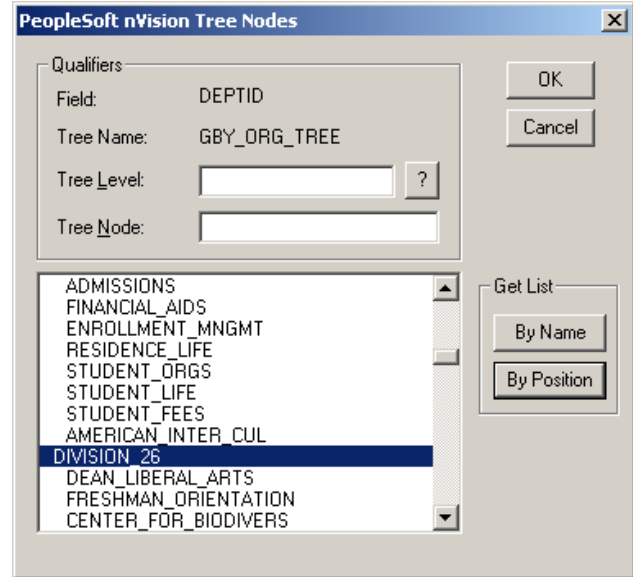 PeopleSoft nVision Tree Nodes
Qualifiers
Field: DEPTID
Tree Name: GBY_ORG_TREE
Tree Level: ?
Tree Node:
OK
Cancel
ADMISSIONS
FINANCIAL_AIDS
ENROLLMENT_MNGMT
RESIDENCE_LIFE
STUDENT_ORGS
STUDENT_LIFE
STUDENT_FEES
AMERICAN_INTER_CUL
DIVISION_26
DEAN_LIBERAL_ARTS
FRESHMAN_ORIENTATION
CENTER_FOR_BIODIVERS
Get List
By Name
By Position